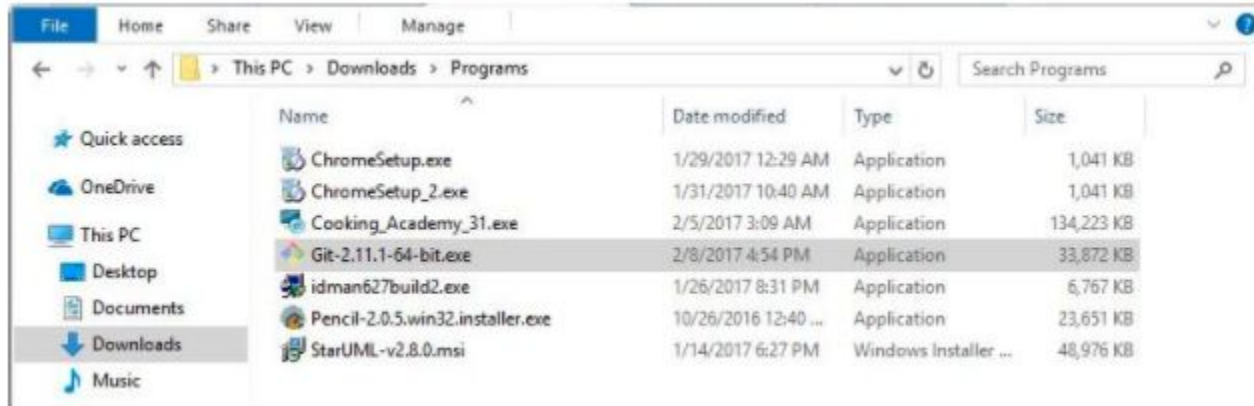 File Home Share View Manage
This PC > Downloads > Programs Search Programs
Name Date modified Type Size
Quick access
OneDrive
This PC
Desktop
Documents
Downloads
Music
ChromeSetup.exe 1/29/2017 12:29 AM Application 1,041 KB
ChromeSetup_2.exe 1/31/2017 10:40 AM Application 1,041 KB
Cooking_Academy_31.exe 2/5/2017 3:09 AM Application 134,223 KB
Git-2.11.1-64-bit.exe 2/8/2017 4:54 PM Application 33,872 KB
idman627build2.exe 1/26/2017 8:31 PM Application 6,767 KB
Pencil-2.0.5.win32.installer.exe 10/26/2016 12:40 ... Application 23,651 KB
StarUML-v2.8.0.msi 1/14/2017 6:27 PM Windows Installer ... 48,976 KB